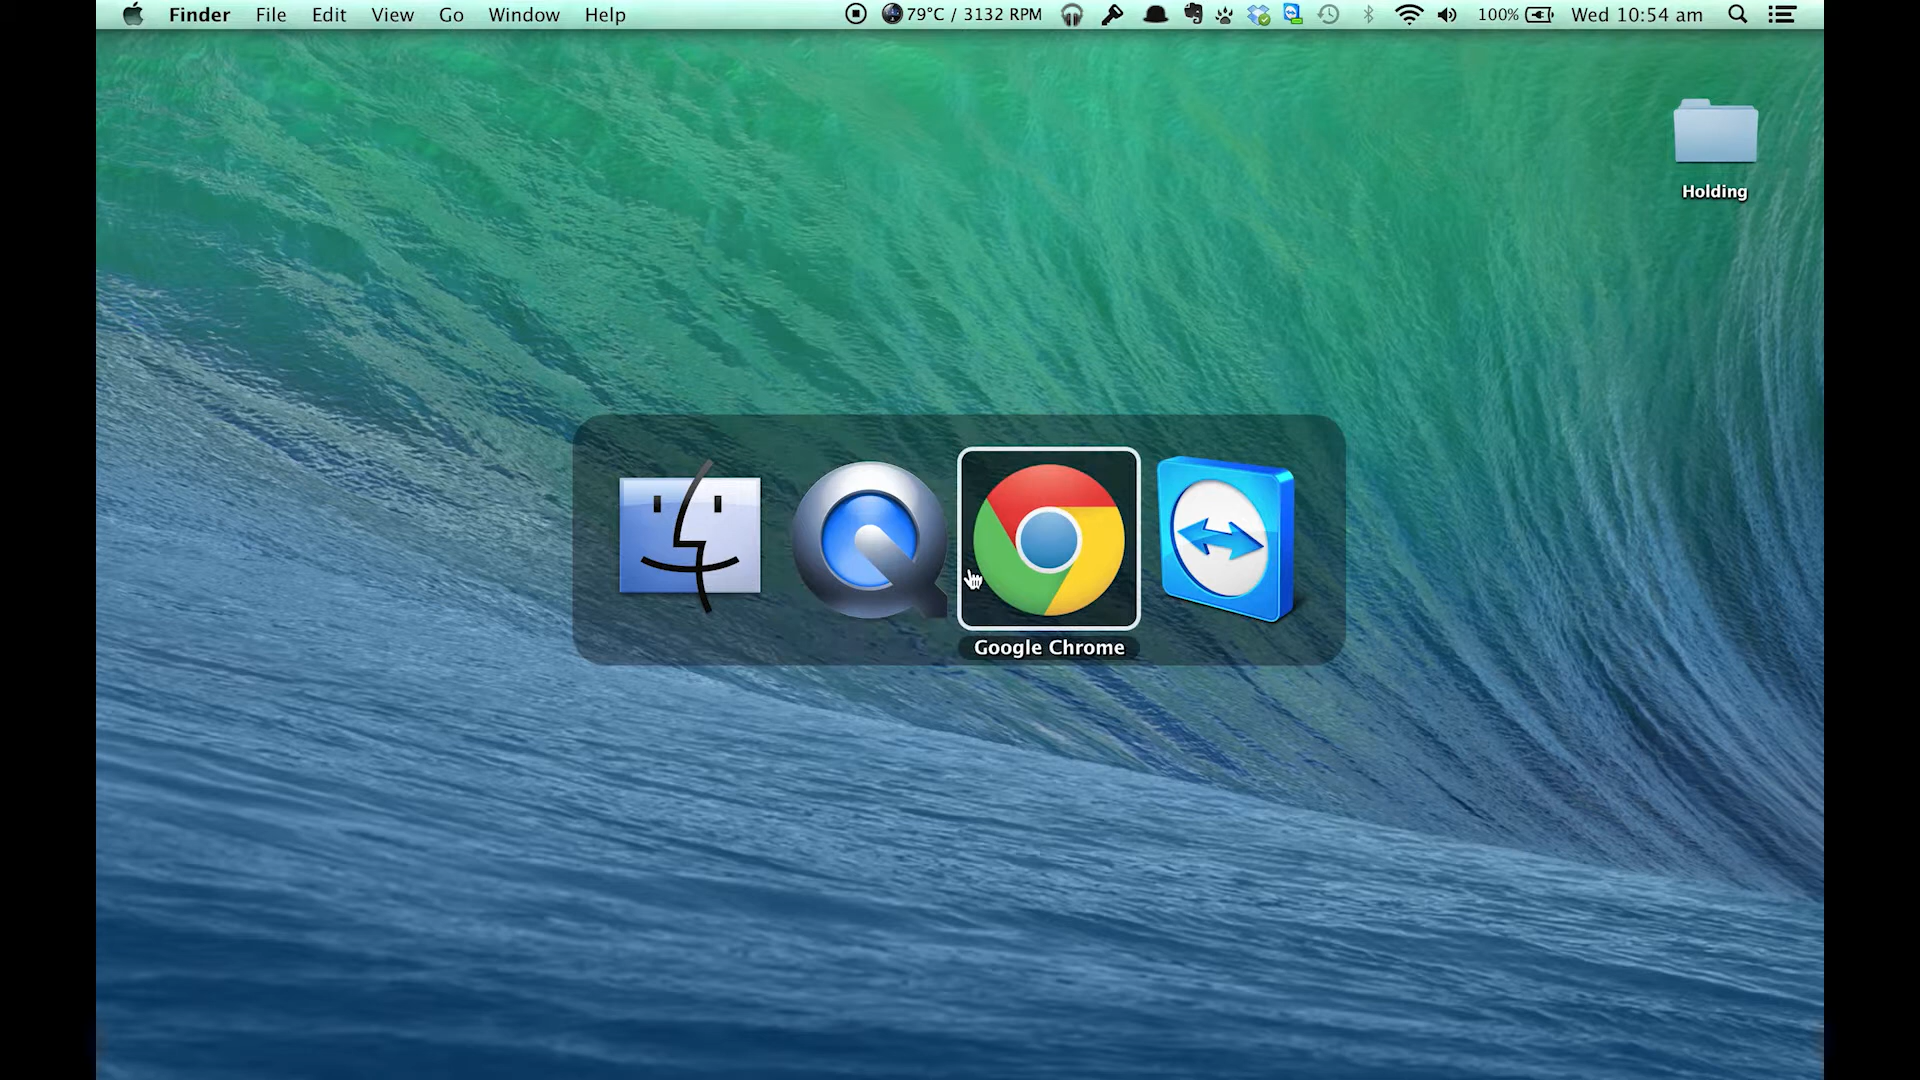 Finder File Edit View Go Window Help 79°C / 3132 RPM 100% Wed 10:54 am
Holding
Google Chrome